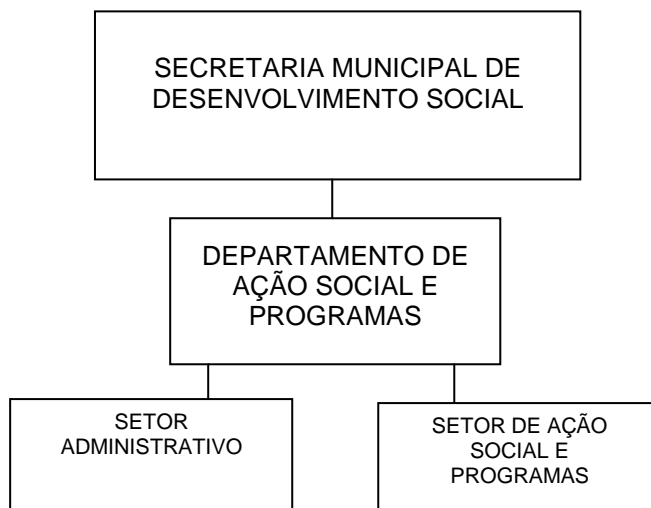 SECRETARIA MUNICIPAL DE
DESENVOLVIMENTO SOCIAL
DEPARTAMENTO DE
AÇÃO SOCIAL E
PROGRAMAS
SETOR
ADMINISTRATIVO
SETOR DE AÇÃO
SOCIAL E
PROGRAMAS